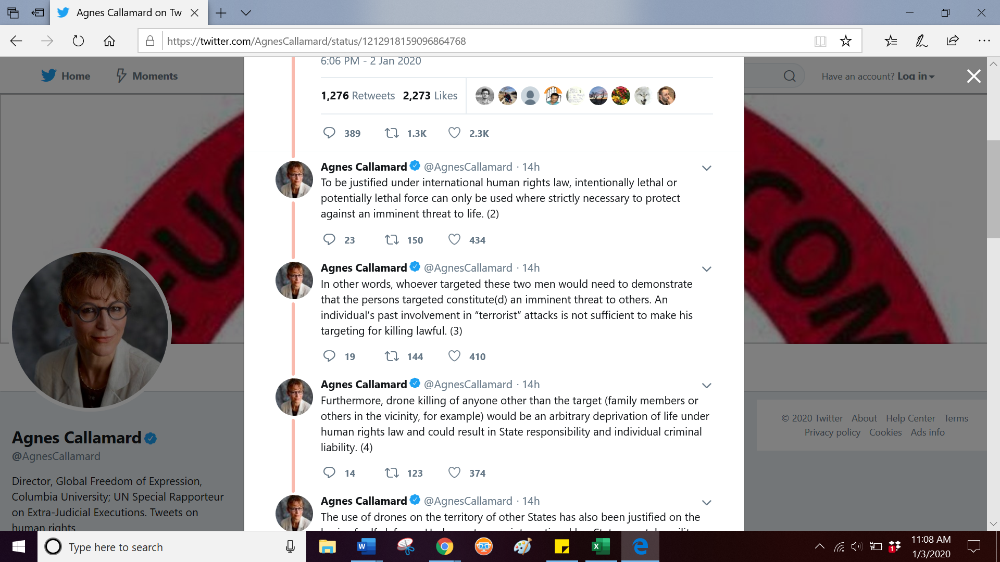 Agnes Callamard on Tw
https://twitter.com/AgnesCallamard/status/1212918159096864768
Home
Moments
Have an account? Log in
6:06 PM - 2 Jan 2020
1,276 Retweets 2,273 Likes
389 1.3K 2.3K
Agnes Callamard @AgnesCallamard · 14h
To be justified under international human rights law, intentionally lethal or
potentially lethal force can only be used where strictly necessary to protect
against an imminent threat to life. (2)
23 150 434
Agnes Callamard @AgnesCallamard · 14h
In other words, whoever targeted these two men would need to demonstrate
that the persons targeted constitute(d) an imminent threat to others. An
individual’s past involvement in “terrorist” attacks is not sufficient to make his
targeting for killing lawful. (3)
19 144 410
Agnes Callamard @AgnesCallamard · 14h
Furthermore, drone killing of anyone other than the target (family members or
others in the vicinity, for example) would be an arbitrary deprivation of life under
human rights law and could result in State responsibility and individual criminal
liability. (4)
14 123 374
Agnes Callamard @AgnesCallamard · 14h
The use of drones on the territory of other States has also been justified on the
Agnes Callamard
@AgnesCallamard
Director, Global Freedom of Expression,
Columbia University; UN Special Rapporteur
on Extra-Judicial Executions. Tweets on
human rights
© 2020 Twitter About Help Center Terms
Privacy policy Cookies Ads info
Type here to search
1
11:08 AM
1/3/2020